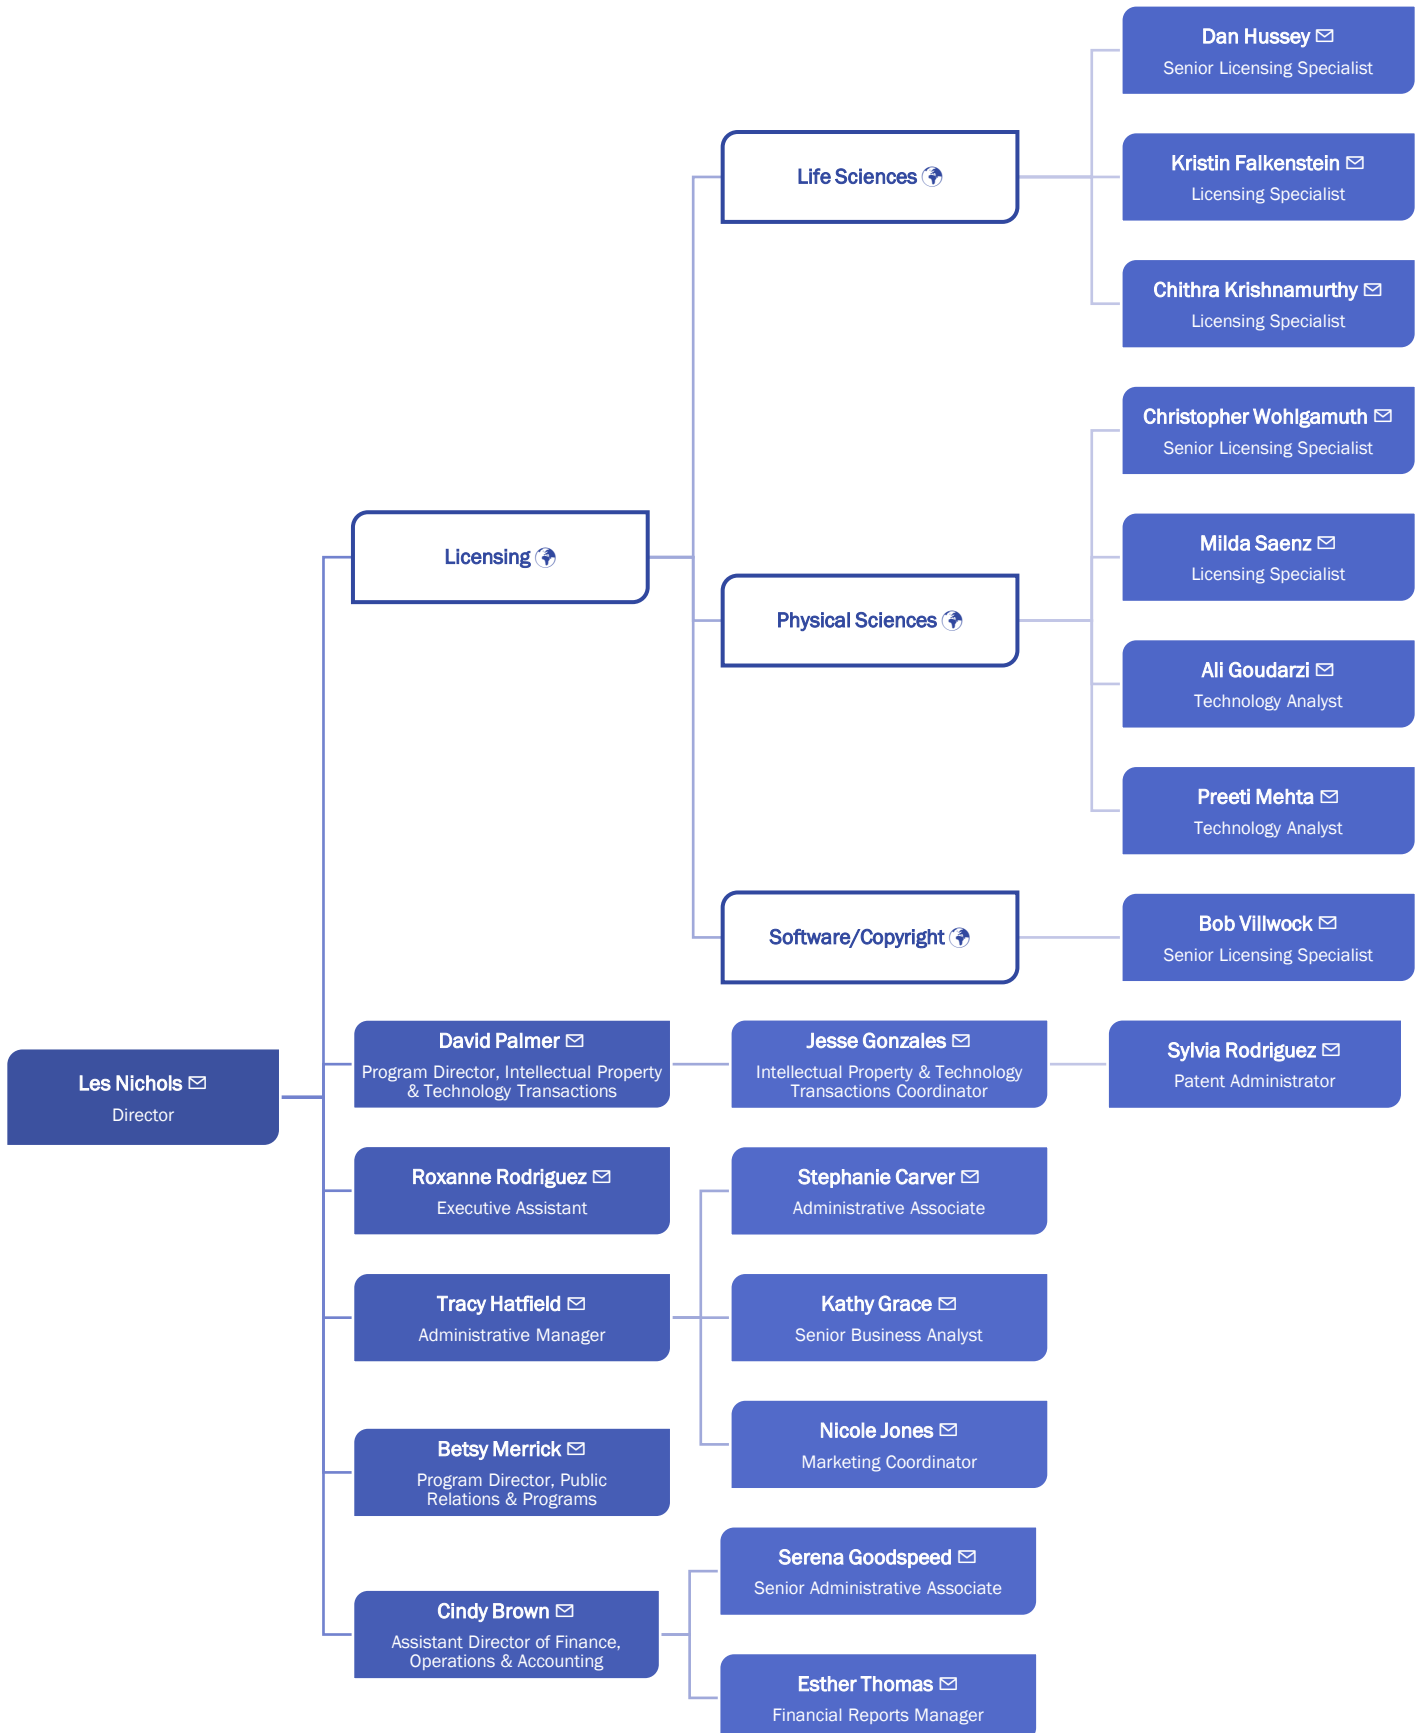 Dan Hussey
Senior Licensing Specialist
Life Sciences
Kristin Falkenstein
Licensing Specialist
Chithra Krishnamurthy
Licensing Specialist
Christopher Wohlgamuth
Senior Licensing Specialist
Licensing
Milda Saenz
Licensing Specialist
Physical Sciences
Ali Goudarzi
Technology Analyst
Preeti Mehta
Technology Analyst
Software/Copyright
Bob Villwock
Senior Licensing Specialist
Les Nichols
Director
David Palmer
Program Director, Intellectual Property
& Technology Transactions
Jesse Gonzales
Intellectual Property & Technology
Transactions Coordinator
Sylvia Rodriguez
Patent Administrator
Roxanne Rodriguez
Executive Assistant
Stephanie Carver
Administrative Associate
Tracy Hatfield
Administrative Manager
Kathy Grace
Senior Business Analyst
Nicole Jones
Marketing Coordinator
Betsy Merrick
Program Director, Public
Relations & Programs
Serena Goodspeed
Senior Administrative Associate
Cindy Brown
Assistant Director of Finance,
Operations & Accounting
Esther Thomas
Financial Reports Manager